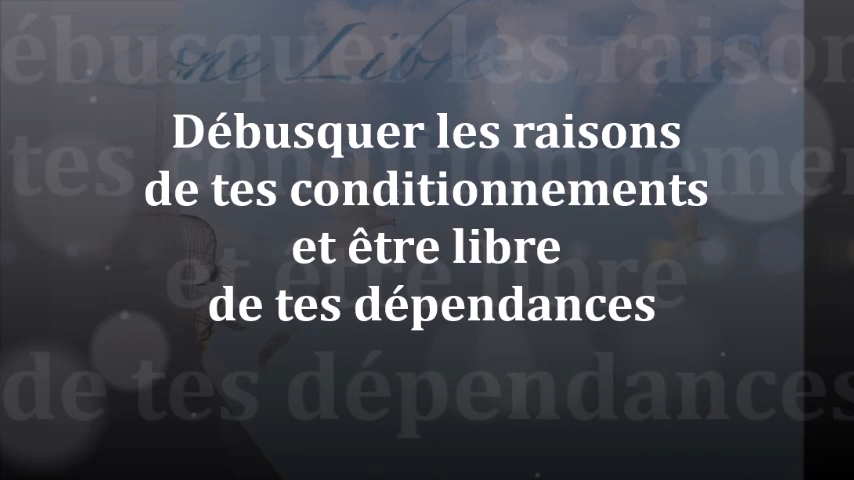 Débusquer les raisons
de tes conditionnements
et être libre
de tes dépendances